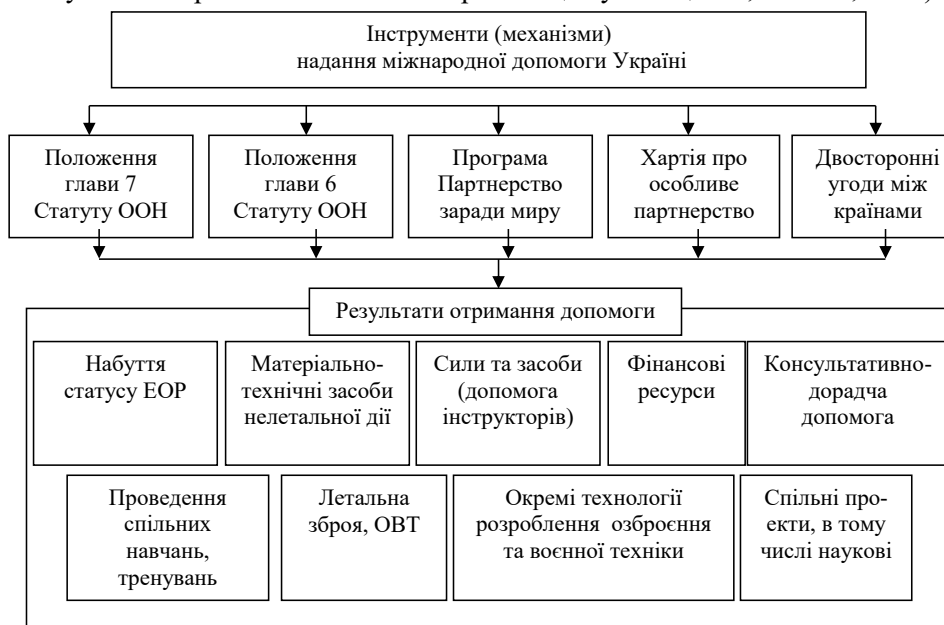 Інструменти (механізми)
надання міжнародної допомоги Україні
Положення
глави 7
Статуту ООН
Положення
глави 6
Статуту ООН
Програма
Партнерство
заради миру
Хартія про
особливе
партнерство
Двосторонні
угоди між
країнами
Результати отримання допомоги
Набуття
статусу ЕОР
Матеріально-
технічні засоби
нелетальної дії
Сили та засоби
(допомога
інструкторів)
Фінансові
ресурси
Консультативно-
дорадча
допомога
Проведення
спільних
навчань,
тренувань
Летальна
зброя, ОВТ
Окремі технології
розроблення озброєння
та воєнної техніки
Спільні про-
екти, в тому
числі наукові